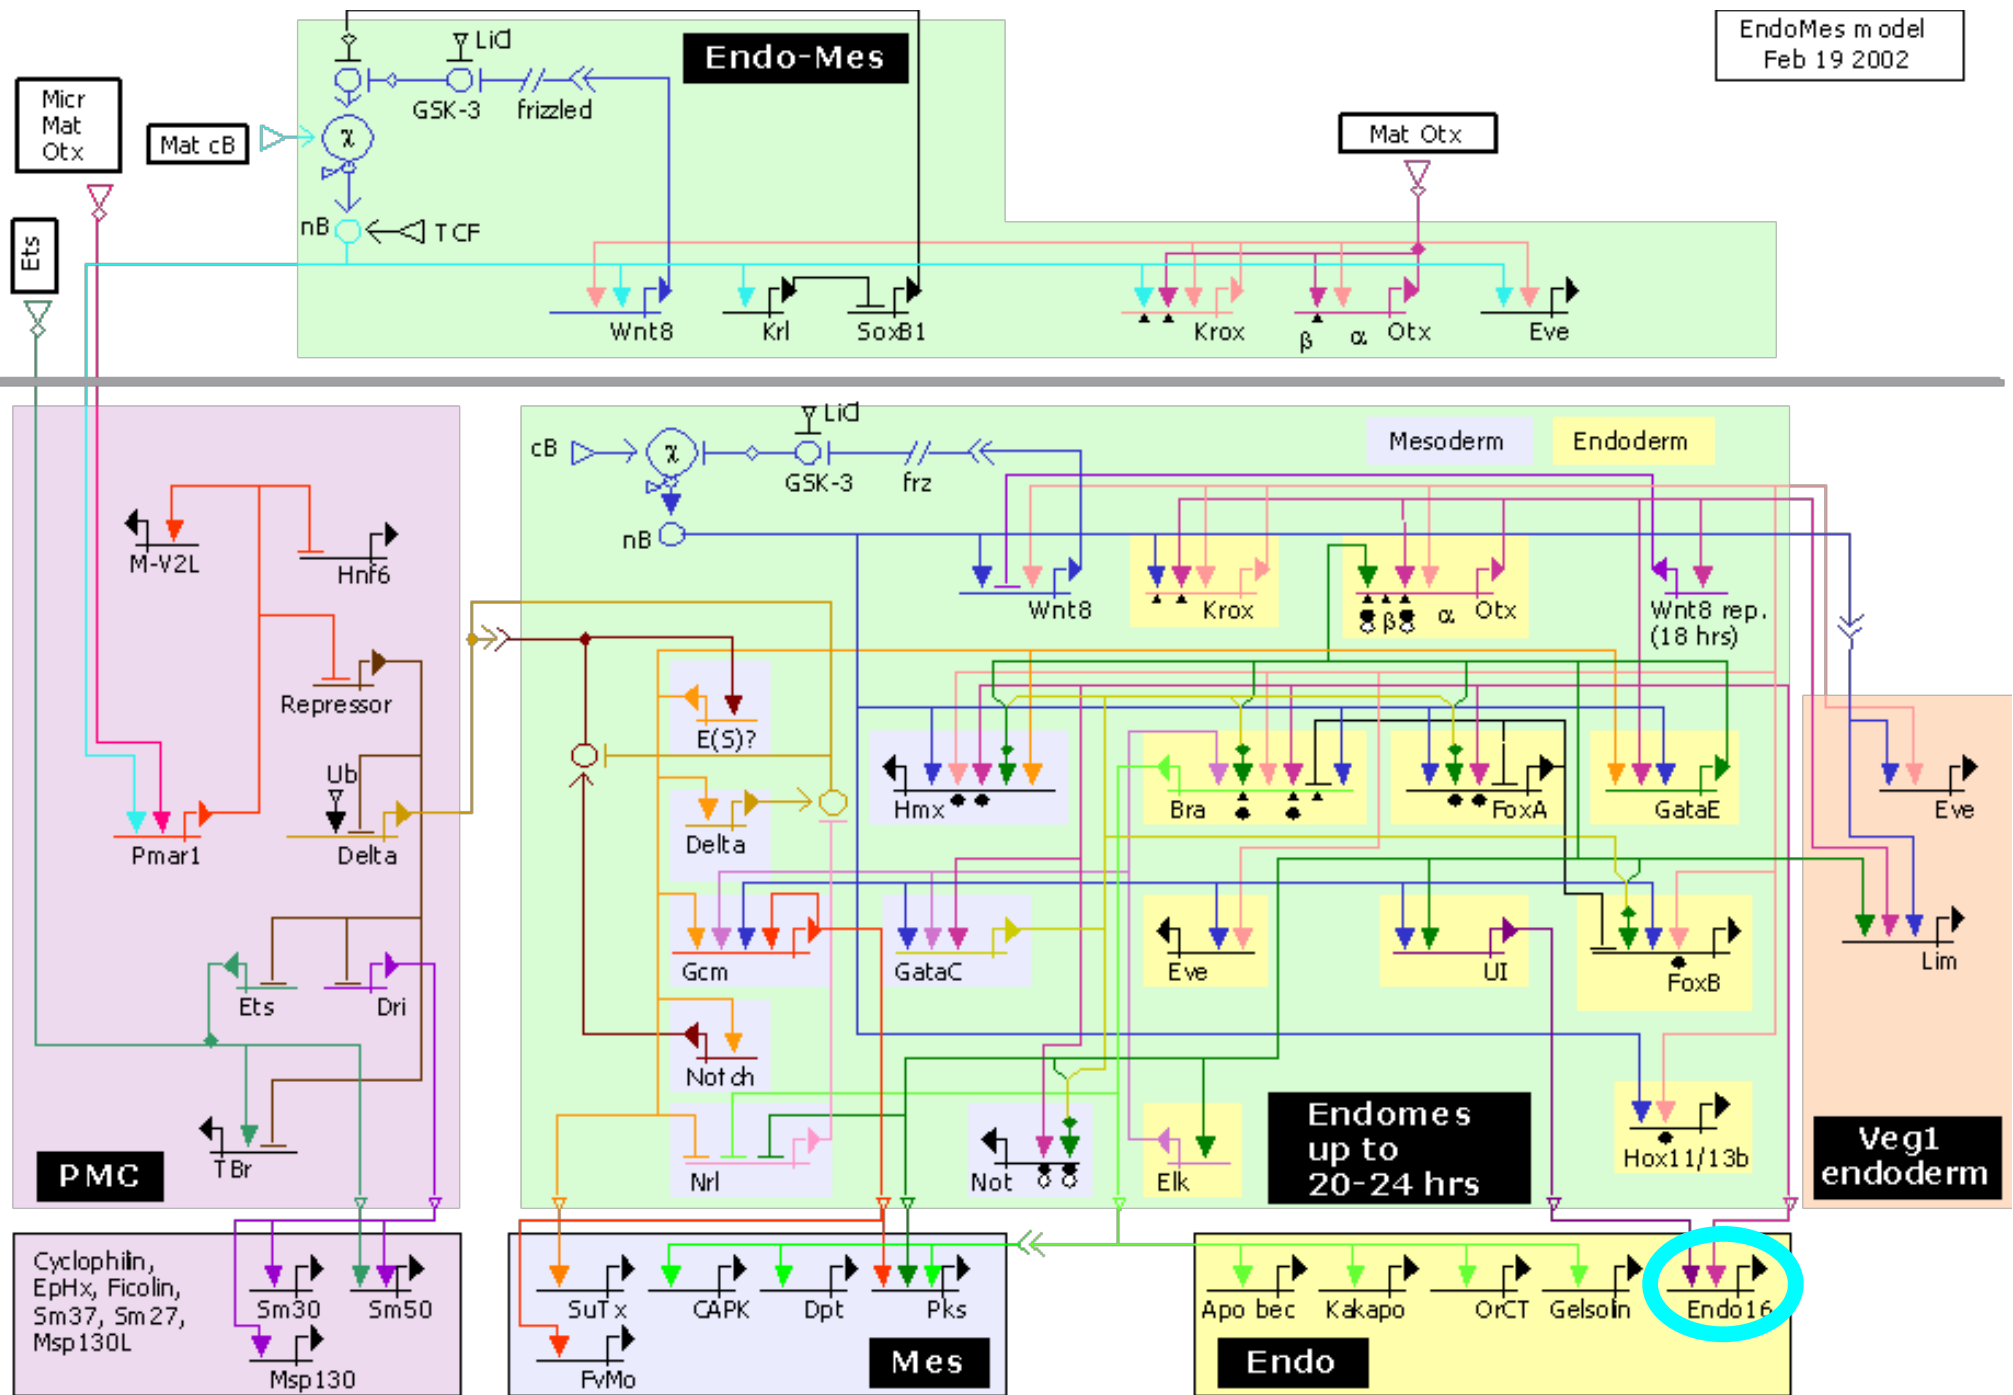 EndoMes model
Feb 19 2002
Endo-Mes
LiCl
GSK-3
frizzled
Micr
Mat
Otx
Mat cB
χ
Mat Otx
Ets
nB
TCF
Wnt8
Krl
SoxB1
Krox
β
α
Otx
Eve
LiCl
cB
χ
GSK-3
frz
Mesoderm
Endoderm
nB
M-V2L
Hnf6
Wnt8
Krox
β
α
Otx
Wnt8 rep.
(18 hrs)
Repressor
E(S)?
Ub
Hmx
Bra
FoxA
GataE
Eve
Pmar1
Delta
Delta
Gcm
GataC
Eve
UI
FoxB
Lim
Ets
Dri
Notch
TBr
PMC
Nrl
Not
Elk
Endomes
up to
20-24 hrs
Hox11/13b
Veg1
endoderm
Cyclophilin,
EpHx, Ficolin,
Sm37, Sm27,
Msp130L
Sm30
Sm50
Msp130
SuTx
CAPK
Dpt
Pks
FvMo
Mes
Apo bec
Kakapo
OrCT
Gelsolin
Endo16
Endo